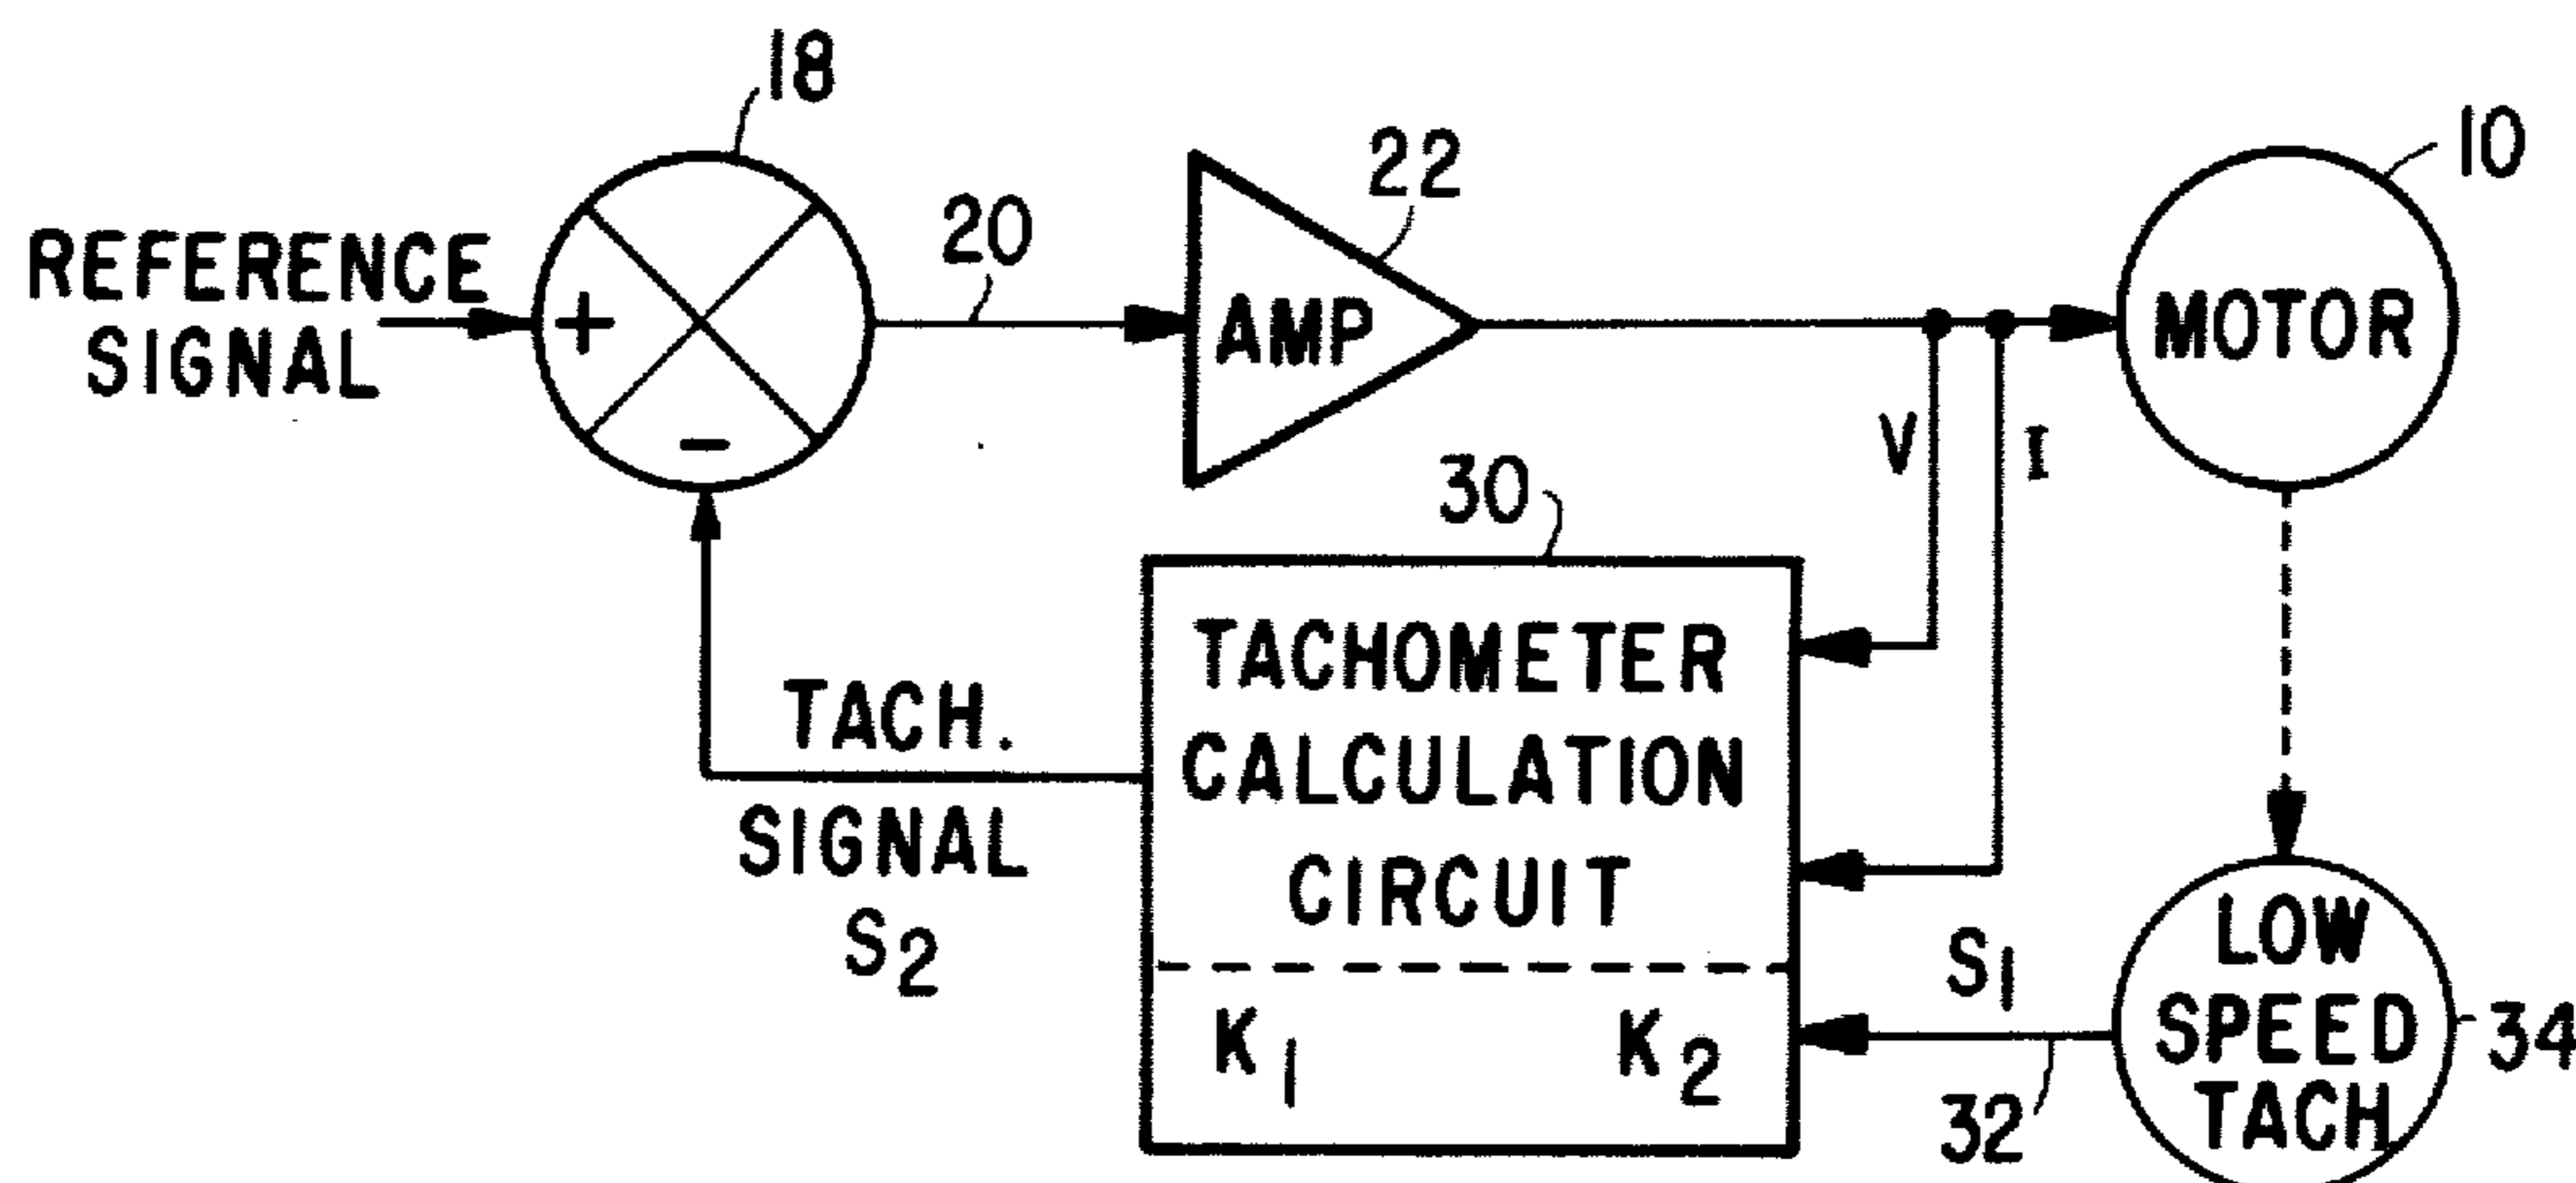 18
REFERENCE
SIGNAL
+
-
20
22
AMP
10
MOTOR
V
I
30
TACHOMETER
CALCULATION
CIRCUIT
K1
K2
TACH.
SIGNAL
S2
S1
32
LOW
SPEED
TACH
34